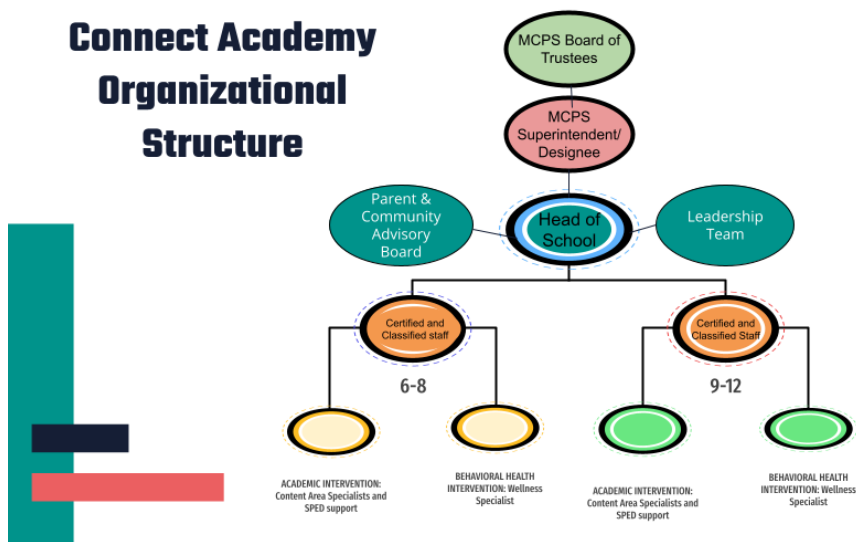 Connect Academy
Organizational
Structure
MCPS Board of
Trustees
MCPS
Superintendent/
Designee
Parent &
Community
Advisory
Board
Head of
School
Leadership
Team
Certified and
Classified staff
Certified and
Classified Staff
6-8
9-12
ACADEMIC INTERVENTION:
Content Area Specialists and
SPED support
BEHAVIORAL HEALTH
INTERVENTION: Wellness
Specialist
ACADEMIC INTERVENTION:
Content Area Specialists and
SPED support
BEHAVIORAL HEALTH
INTERVENTION: Wellness
Specialist